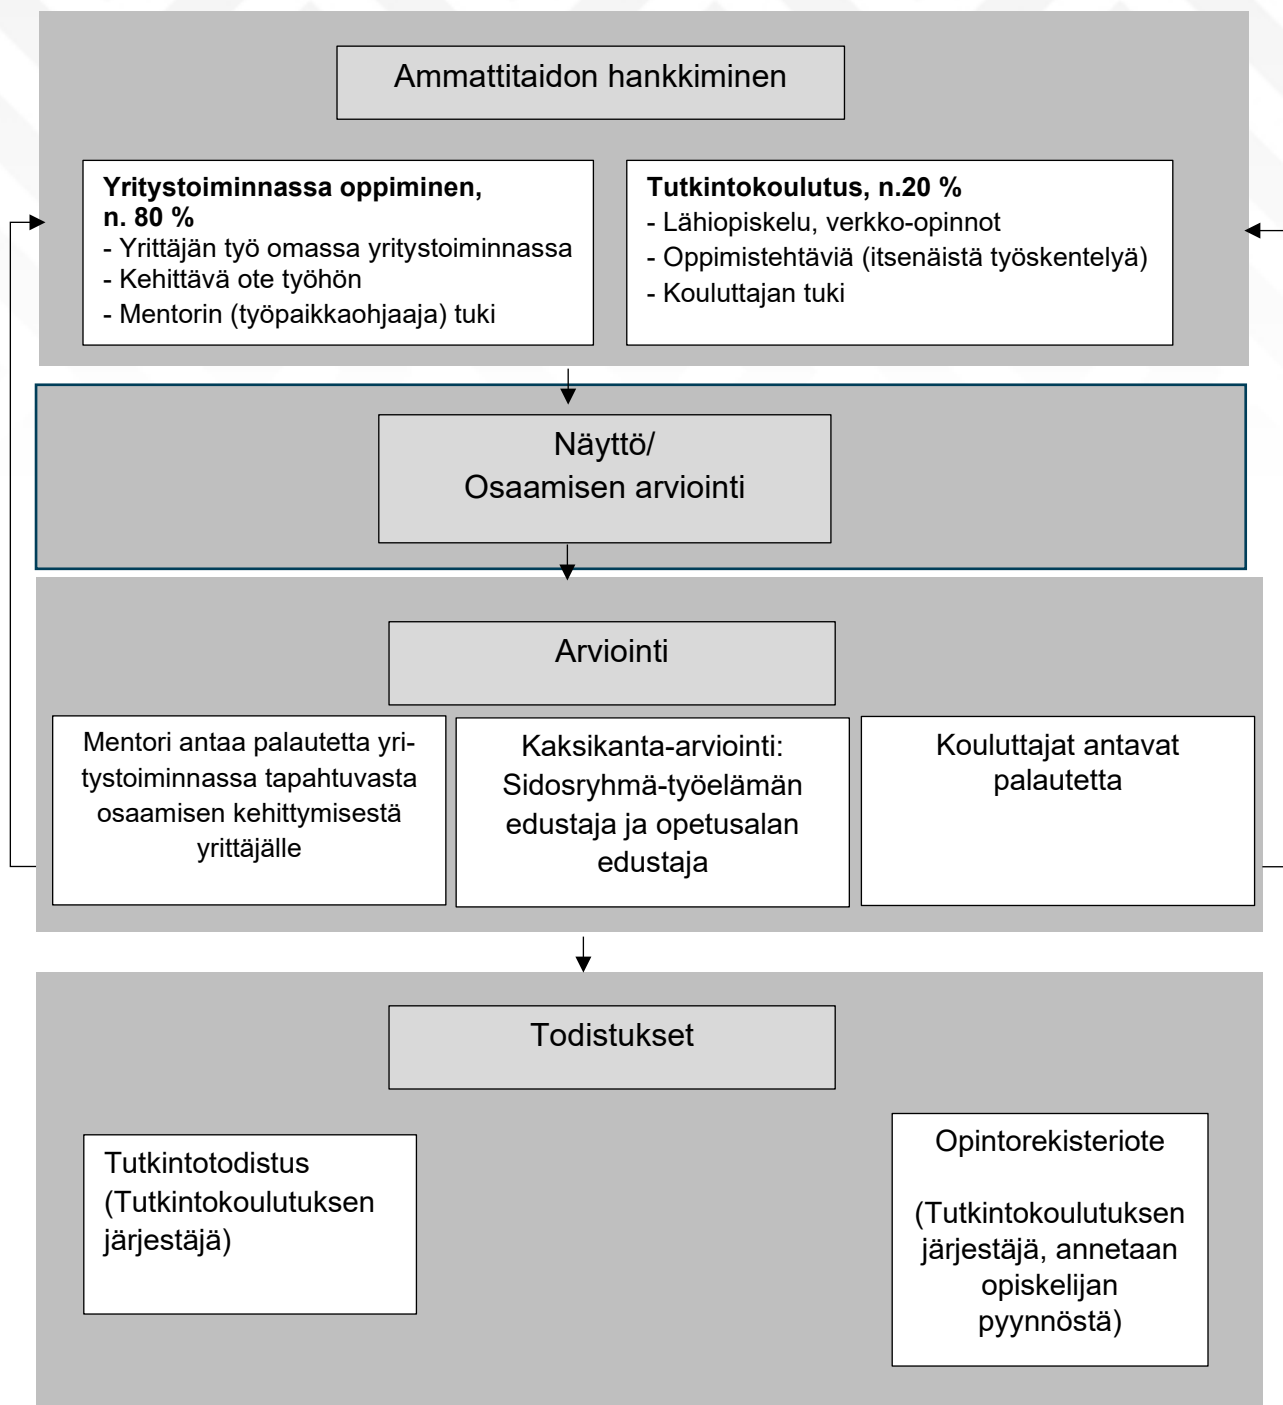 Ammattitaidon hankkiminen
Yritystoiminnassa oppiminen,
n. 80 %
- Yrittäjän työ omassa yritystoiminnassa
- Kehittävä ote työhön
- Mentorin (työpaikkaohjaaja) tuki
Tutkintokoulutus, n.20 %
- Lähiopiskelu, verkko-opinnot
- Oppimistehtäviä (itsenäistä työskentelyä)
- Kouluttajan tuki
Näyttö/
Osaamisen arviointi
Arviointi
Mentori antaa palautetta yri-
tystoiminnassa tapahtuvasta
osaamisen kehittymisestä
yrittäjälle
Kaksikanta-arviointi:
Sidosryhmä-työelämän
edustaja ja opetusalan
edustaja
Kouluttajat antavat
palautetta
Todistukset
Tutkintotodistus
(Tutkintokoulutuksen
järjestäjä)
Opintorekisteriote
(Tutkintokoulutuksen
järjestäjä, annetaan
opiskelijan
pyynnöstä)